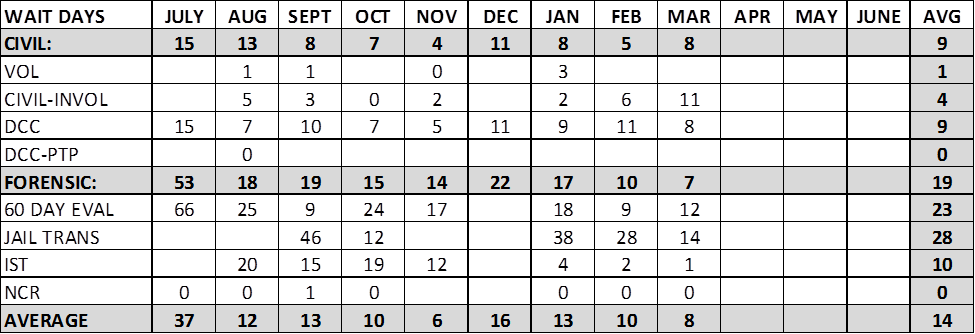 WAIT DAYS JULY AUG SEPT OCT NOV DEC JAN FEB MAR APR MAY JUNE AVG
CIVIL: 15 13 8 7 4 11 8 5 8 9
VOL 1 1 0 3 1
CIVIL-INVOL 5 3 0 2 2 6 11 4
DCC 15 7 10 7 5 11 9 11 8 9
DCC-PTP 0 0
FORENSIC: 53 18 19 15 14 22 17 10 7 19
60 DAY EVAL 66 25 9 24 17 18 9 12 23
JAIL TRANS 46 12 38 28 14 28
IST 20 15 19 12 4 2 1 10
NCR 0 0 1 0 0 0 0 0
AVERAGE 37 12 13 10 6 16 13 10 8 14